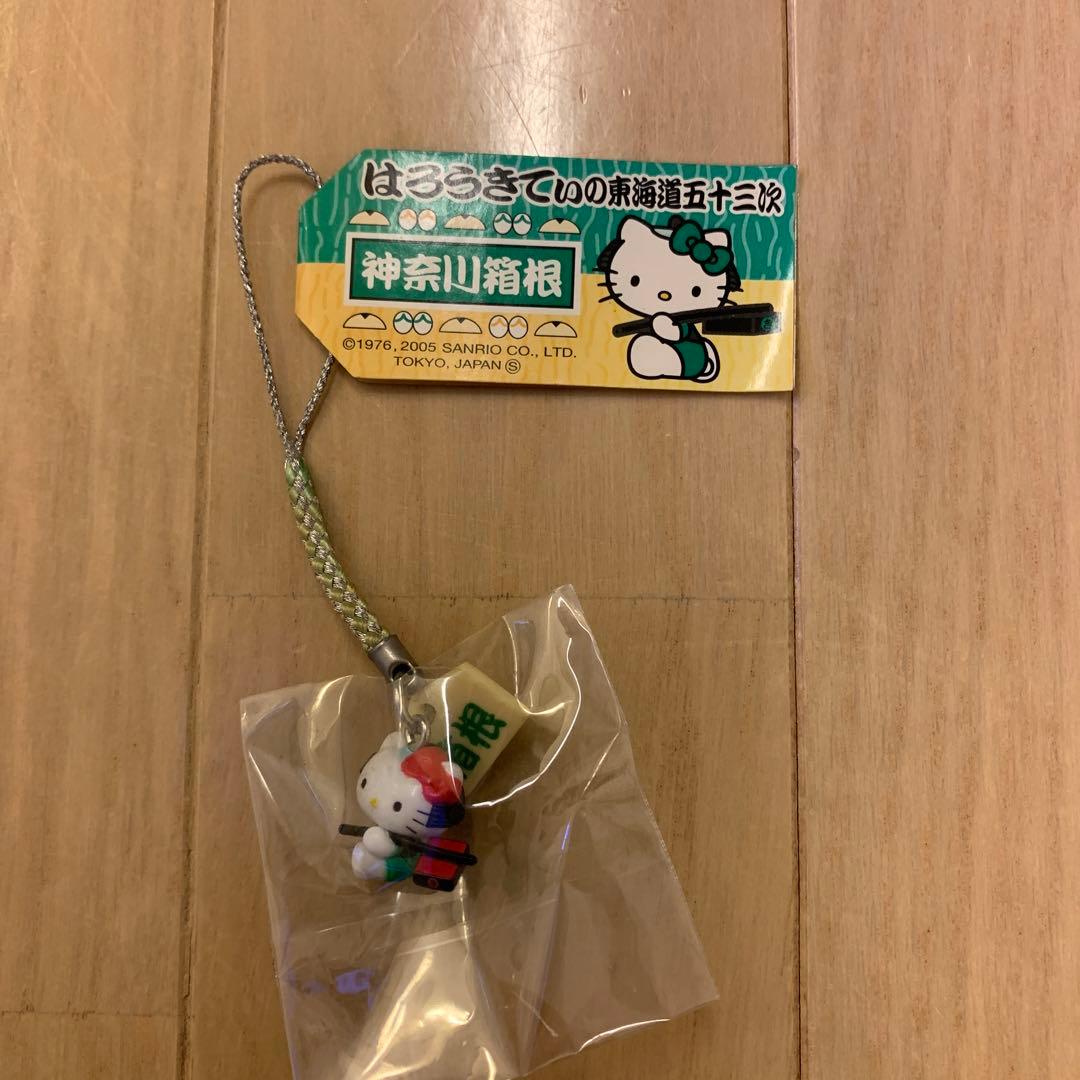 はろうきてぃの東海道五十三次
神奈川箱根
©1976, 2005 SANRIO CO., LTD.
TOKYO, JAPAN Ⓢ
箱根